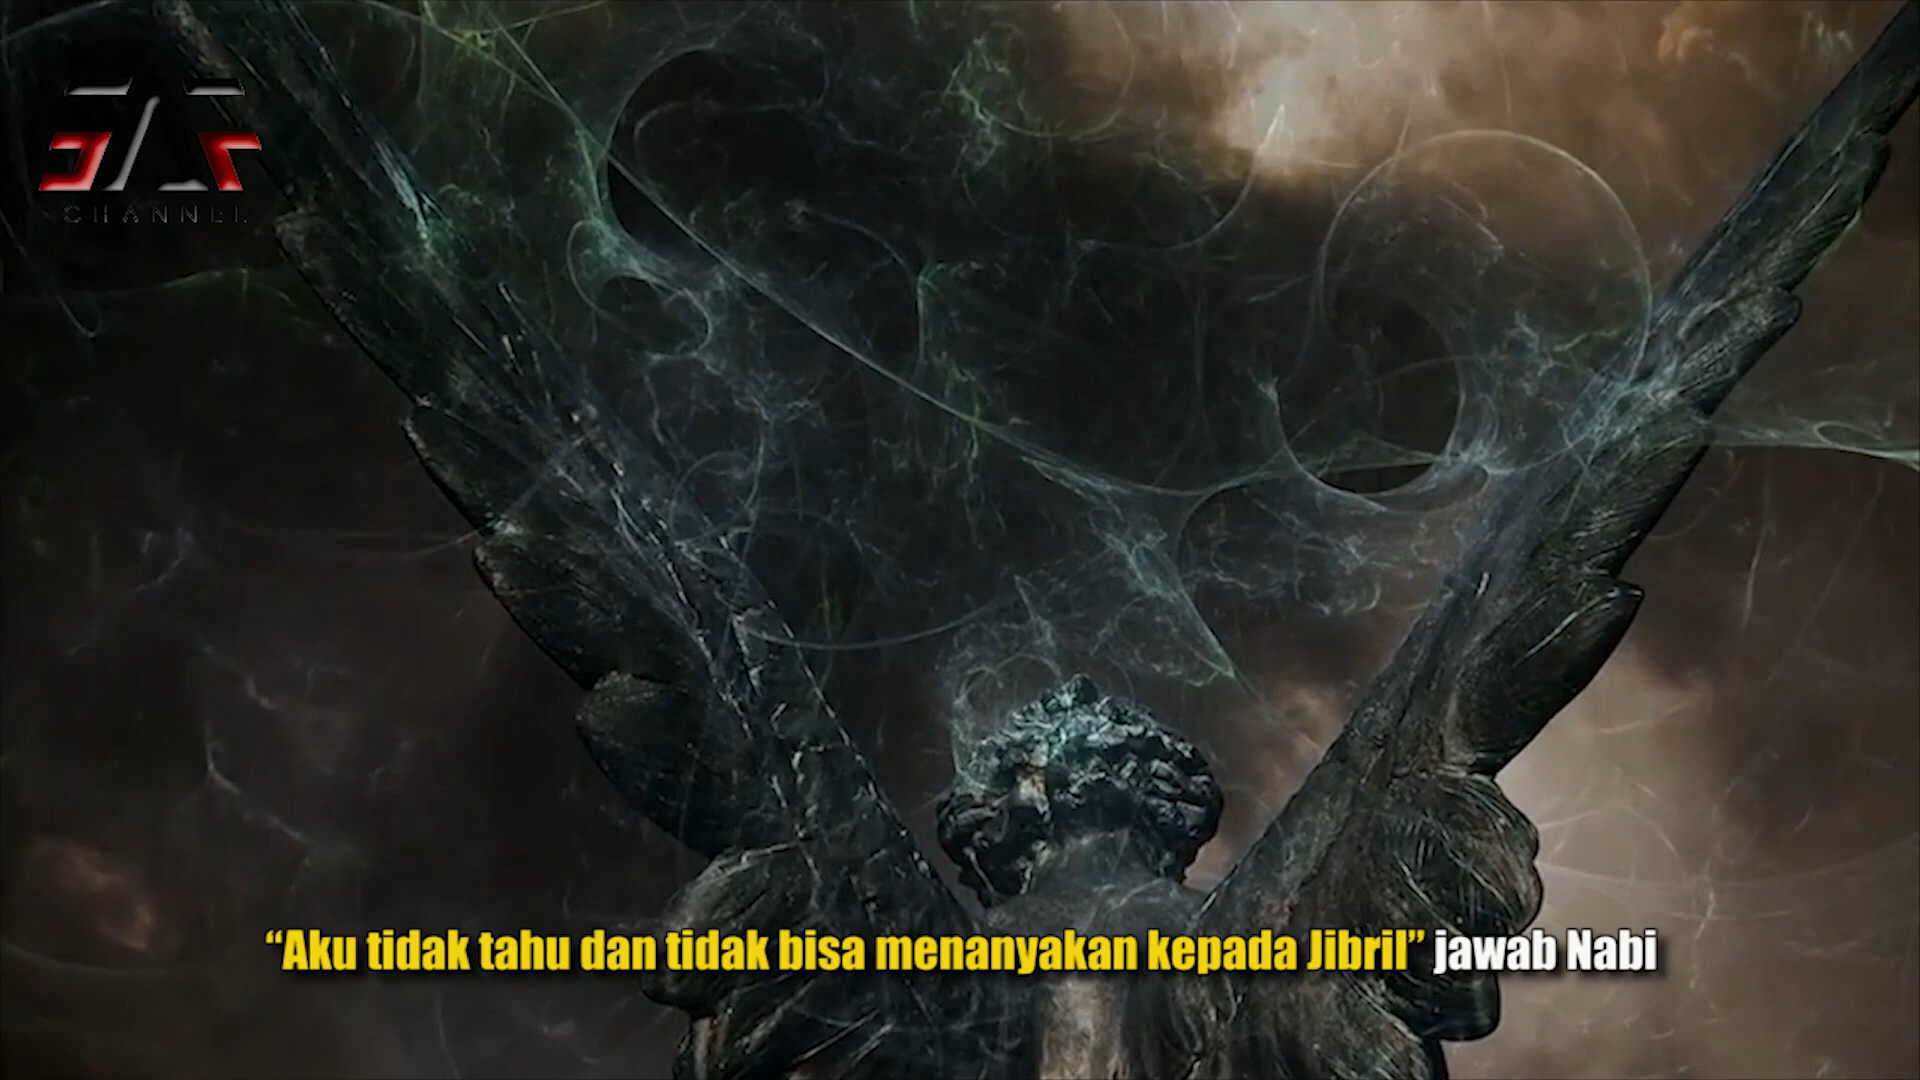 CHANNEL
“Aku tidak tahu dan tidak bisa menanyakan kepada Jibril” jawab Nabi